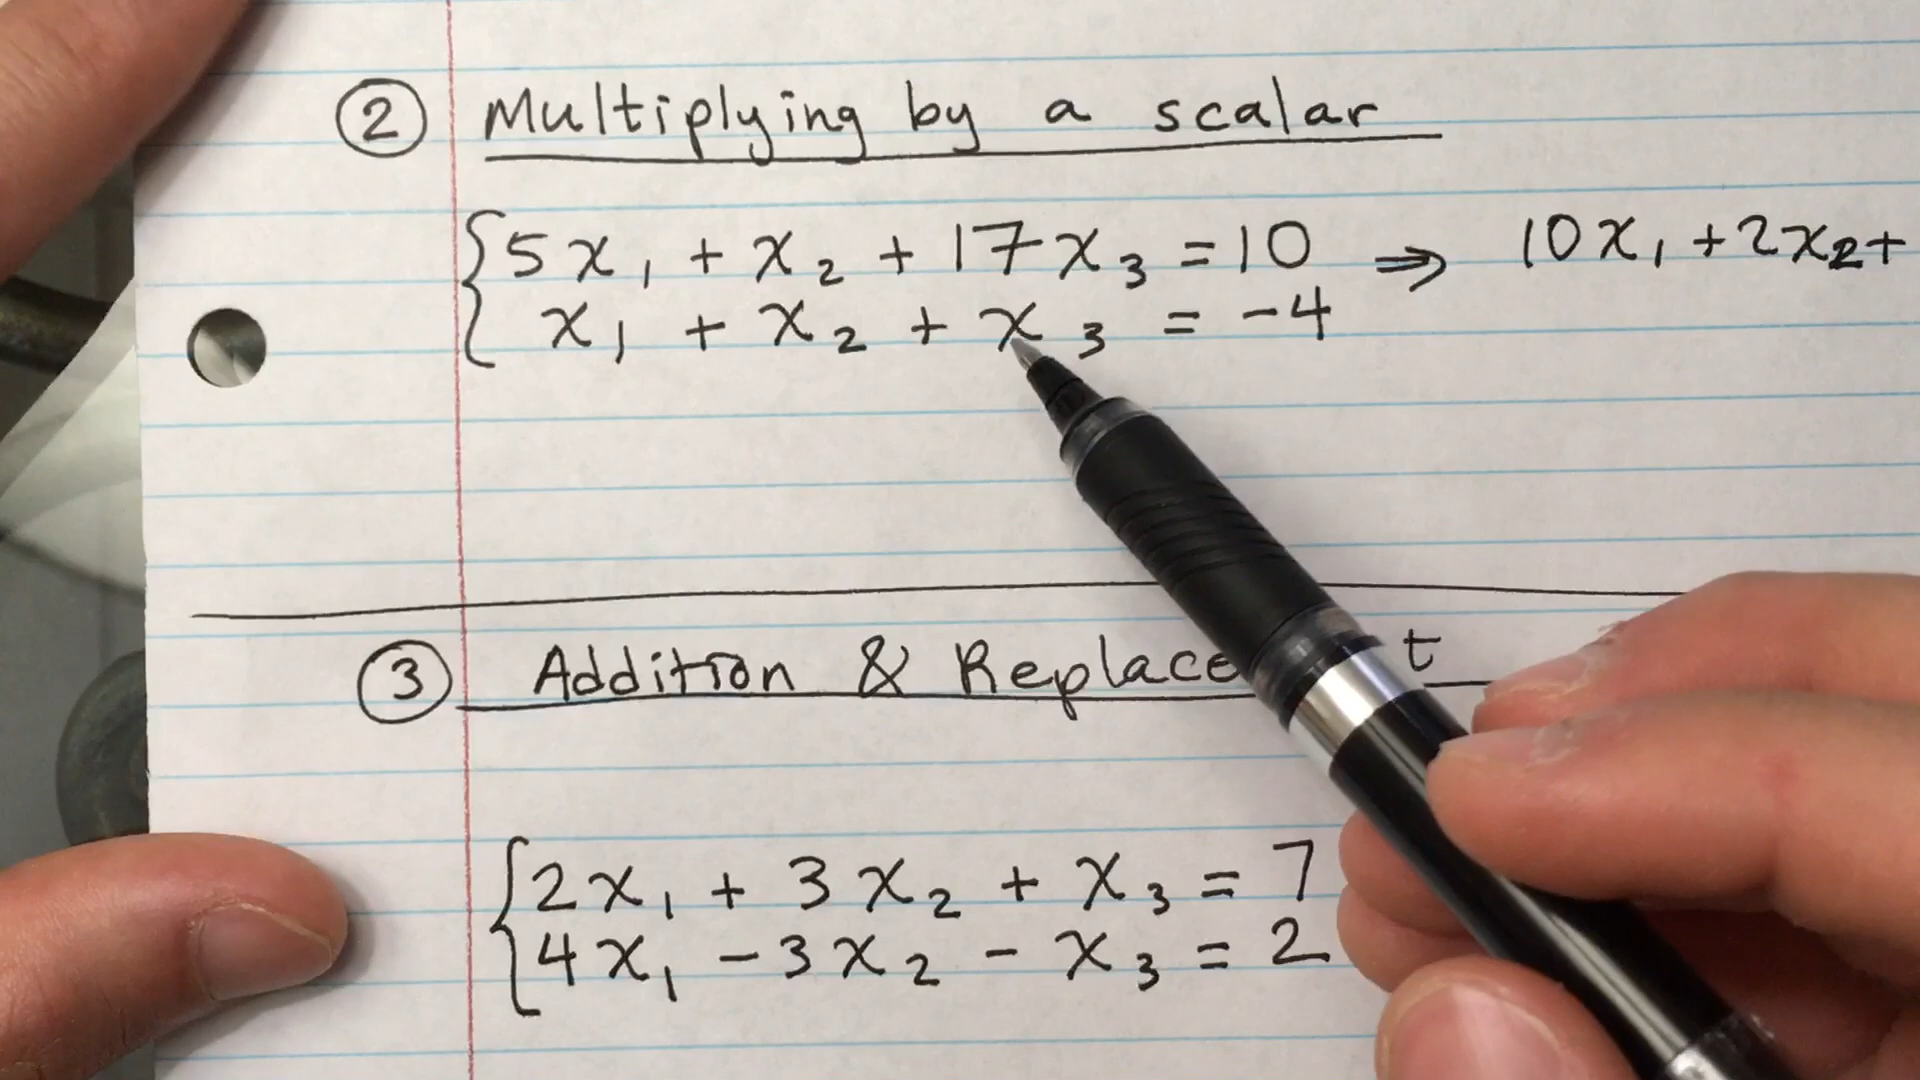 ② Multiplying by a scalar
5x₁ + x₂ + 17x₃ = 10 ⇒ 10x₁ + 2x₂ +
x₁ + x₂ + x₃ = -4
③ Addition &
2x₁ + 3x₂ + x₃ = 7
4x₁ - 3x₂ - x₃ = 2